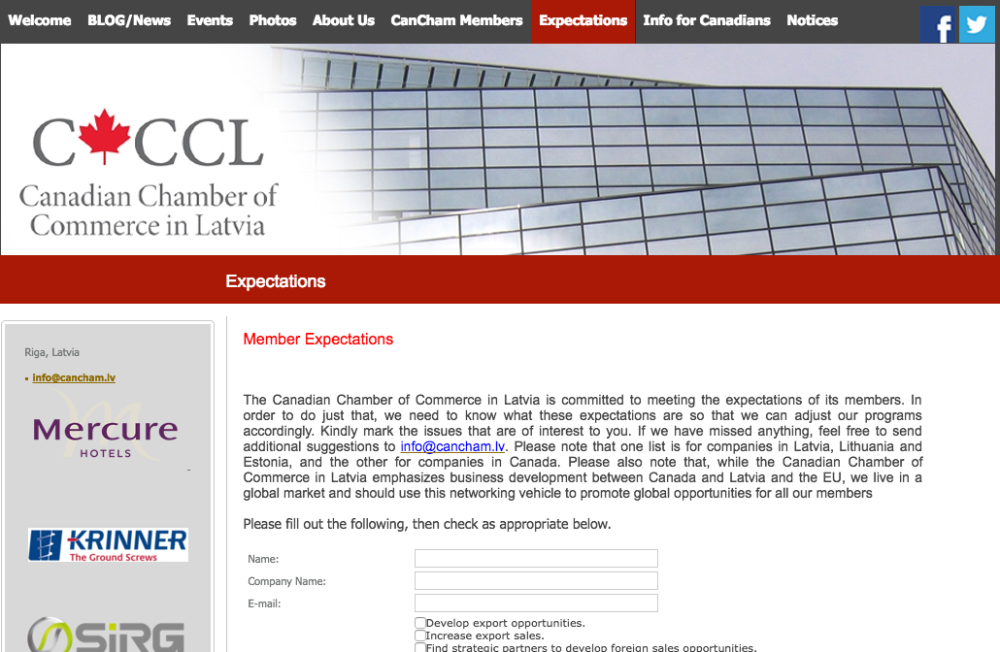 Welcome BLOG/News Events Photos About Us CanCham Members Expectations Info for Canadians Notices
C CCL
Canadian Chamber of
Commerce in Latvia
Expectations
Riga, Latvia
info@cancham.lv
Mercure
HOTELS
KRINNER
The Ground Screws
SiRG
Member Expectations
The Canadian Chamber of Commerce in Latvia is committed to meeting the expectations of its members. In
order to do just that, we need to know what these expectations are so that we can adjust our programs
accordingly. Kindly mark the issues that are of interest to you. If we have missed anything, feel free to send
additional suggestions to info@cancham.lv. Please note that one list is for companies in Latvia, Lithuania and
Estonia, and the other for companies in Canada. Please also note that, while the Canadian Chamber of
Commerce in Latvia emphasizes business development between Canada and Latvia and the EU, we live in a
global market and should use this networking vehicle to promote global opportunities for all our members
Please fill out the following, then check as appropriate below.
Name:
Company Name:
E-mail:
Develop export opportunities.
Increase export sales.
Find strategic partners to develop foreign sales opportunities.